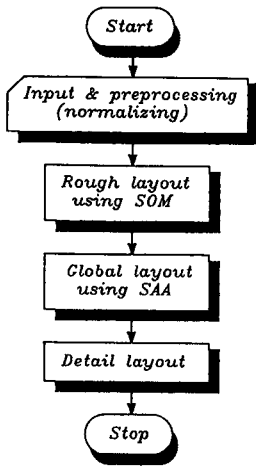 Start
Input & preprocessing
(normalizing)
Rough layout
using SOM
Global layout
using SAA
Detail layout
Stop